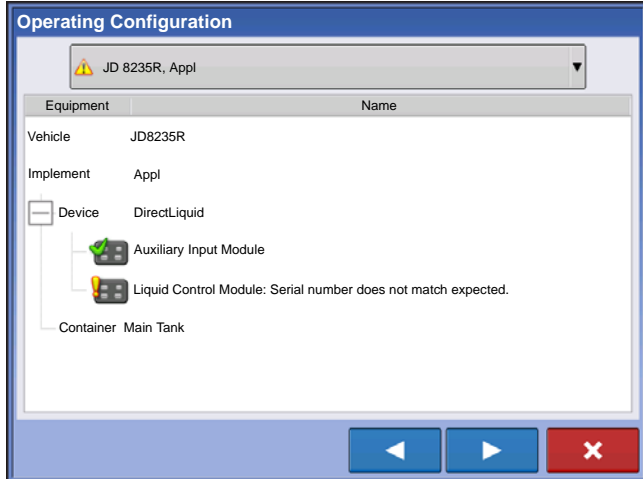 Operating Configuration
JD 8235R, Appl
Equipment Name
Vehicle JD8235R
Implement Appl
Device DirectLiquid
Auxiliary Input Module
Liquid Control Module: Serial number does not match expected.
Container Main Tank